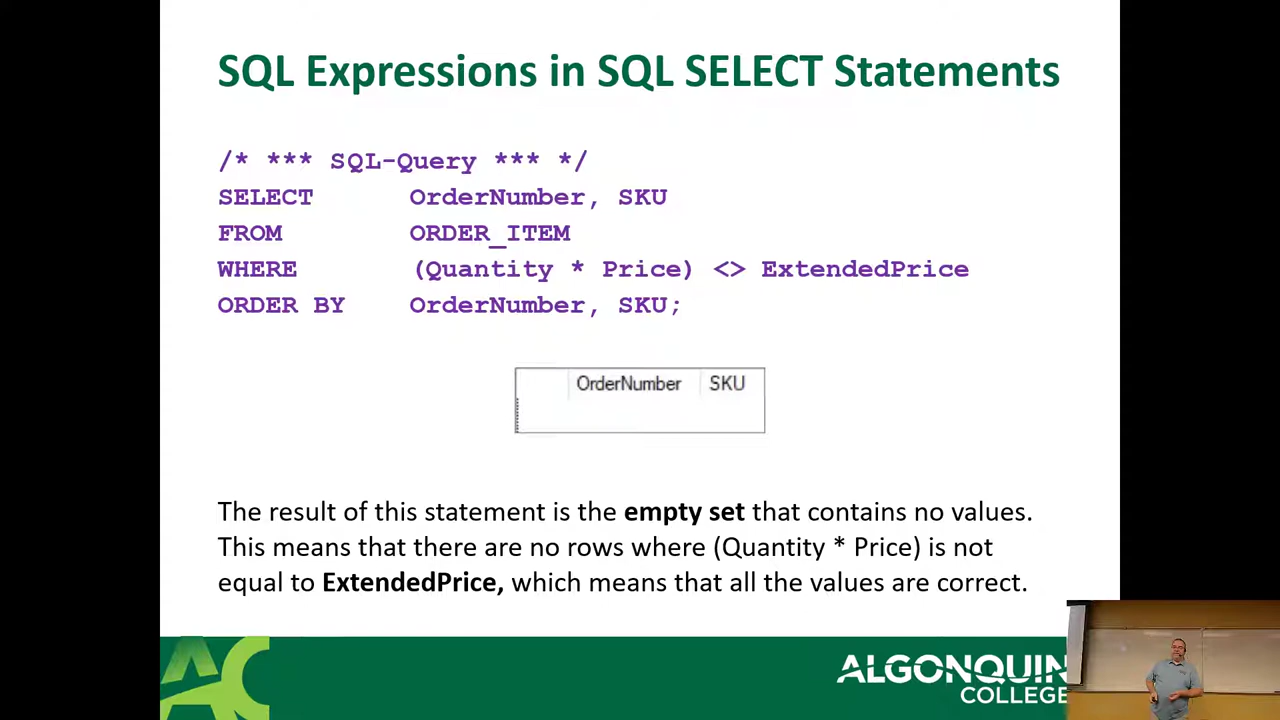 SQL Expressions in SQL SELECT Statements
/* *** SQL-Query *** */
SELECT OrderNumber, SKU
FROM ORDER_ITEM
WHERE (Quantity * Price) <> ExtendedPrice
ORDER BY OrderNumber, SKU;
OrderNumber SKU
The result of this statement is the empty set that contains no values.
This means that there are no rows where (Quantity * Price) is not
equal to ExtendedPrice, which means that all the values are correct.
AC
ALGONQUIN
COLLEGE